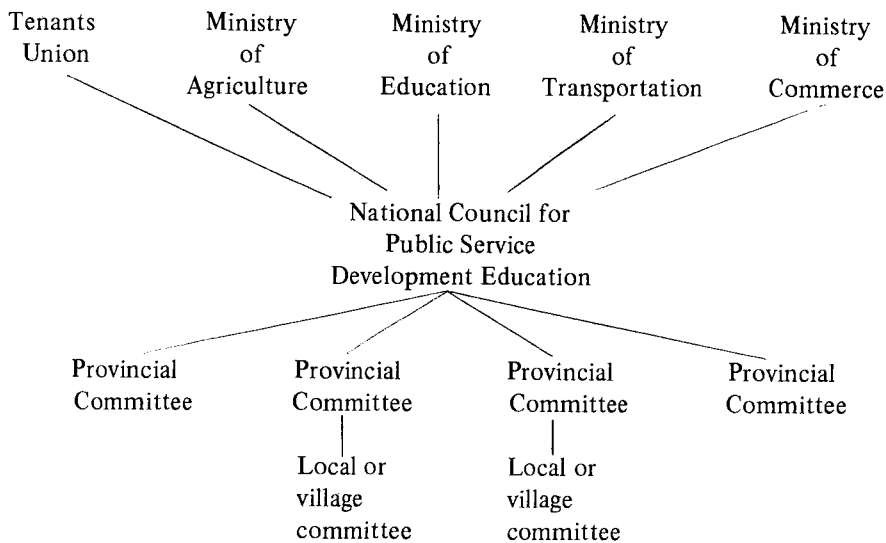 Tenants
Union
Ministry
of
Agriculture
Ministry
of
Education
Ministry
of
Transportation
Ministry
of
Commerce
National Council for
Public Service
Development Education
Provincial
Committee
Provincial
Committee
Provincial
Committee
Provincial
Committee
Local or
village
committee
Local or
village
committee